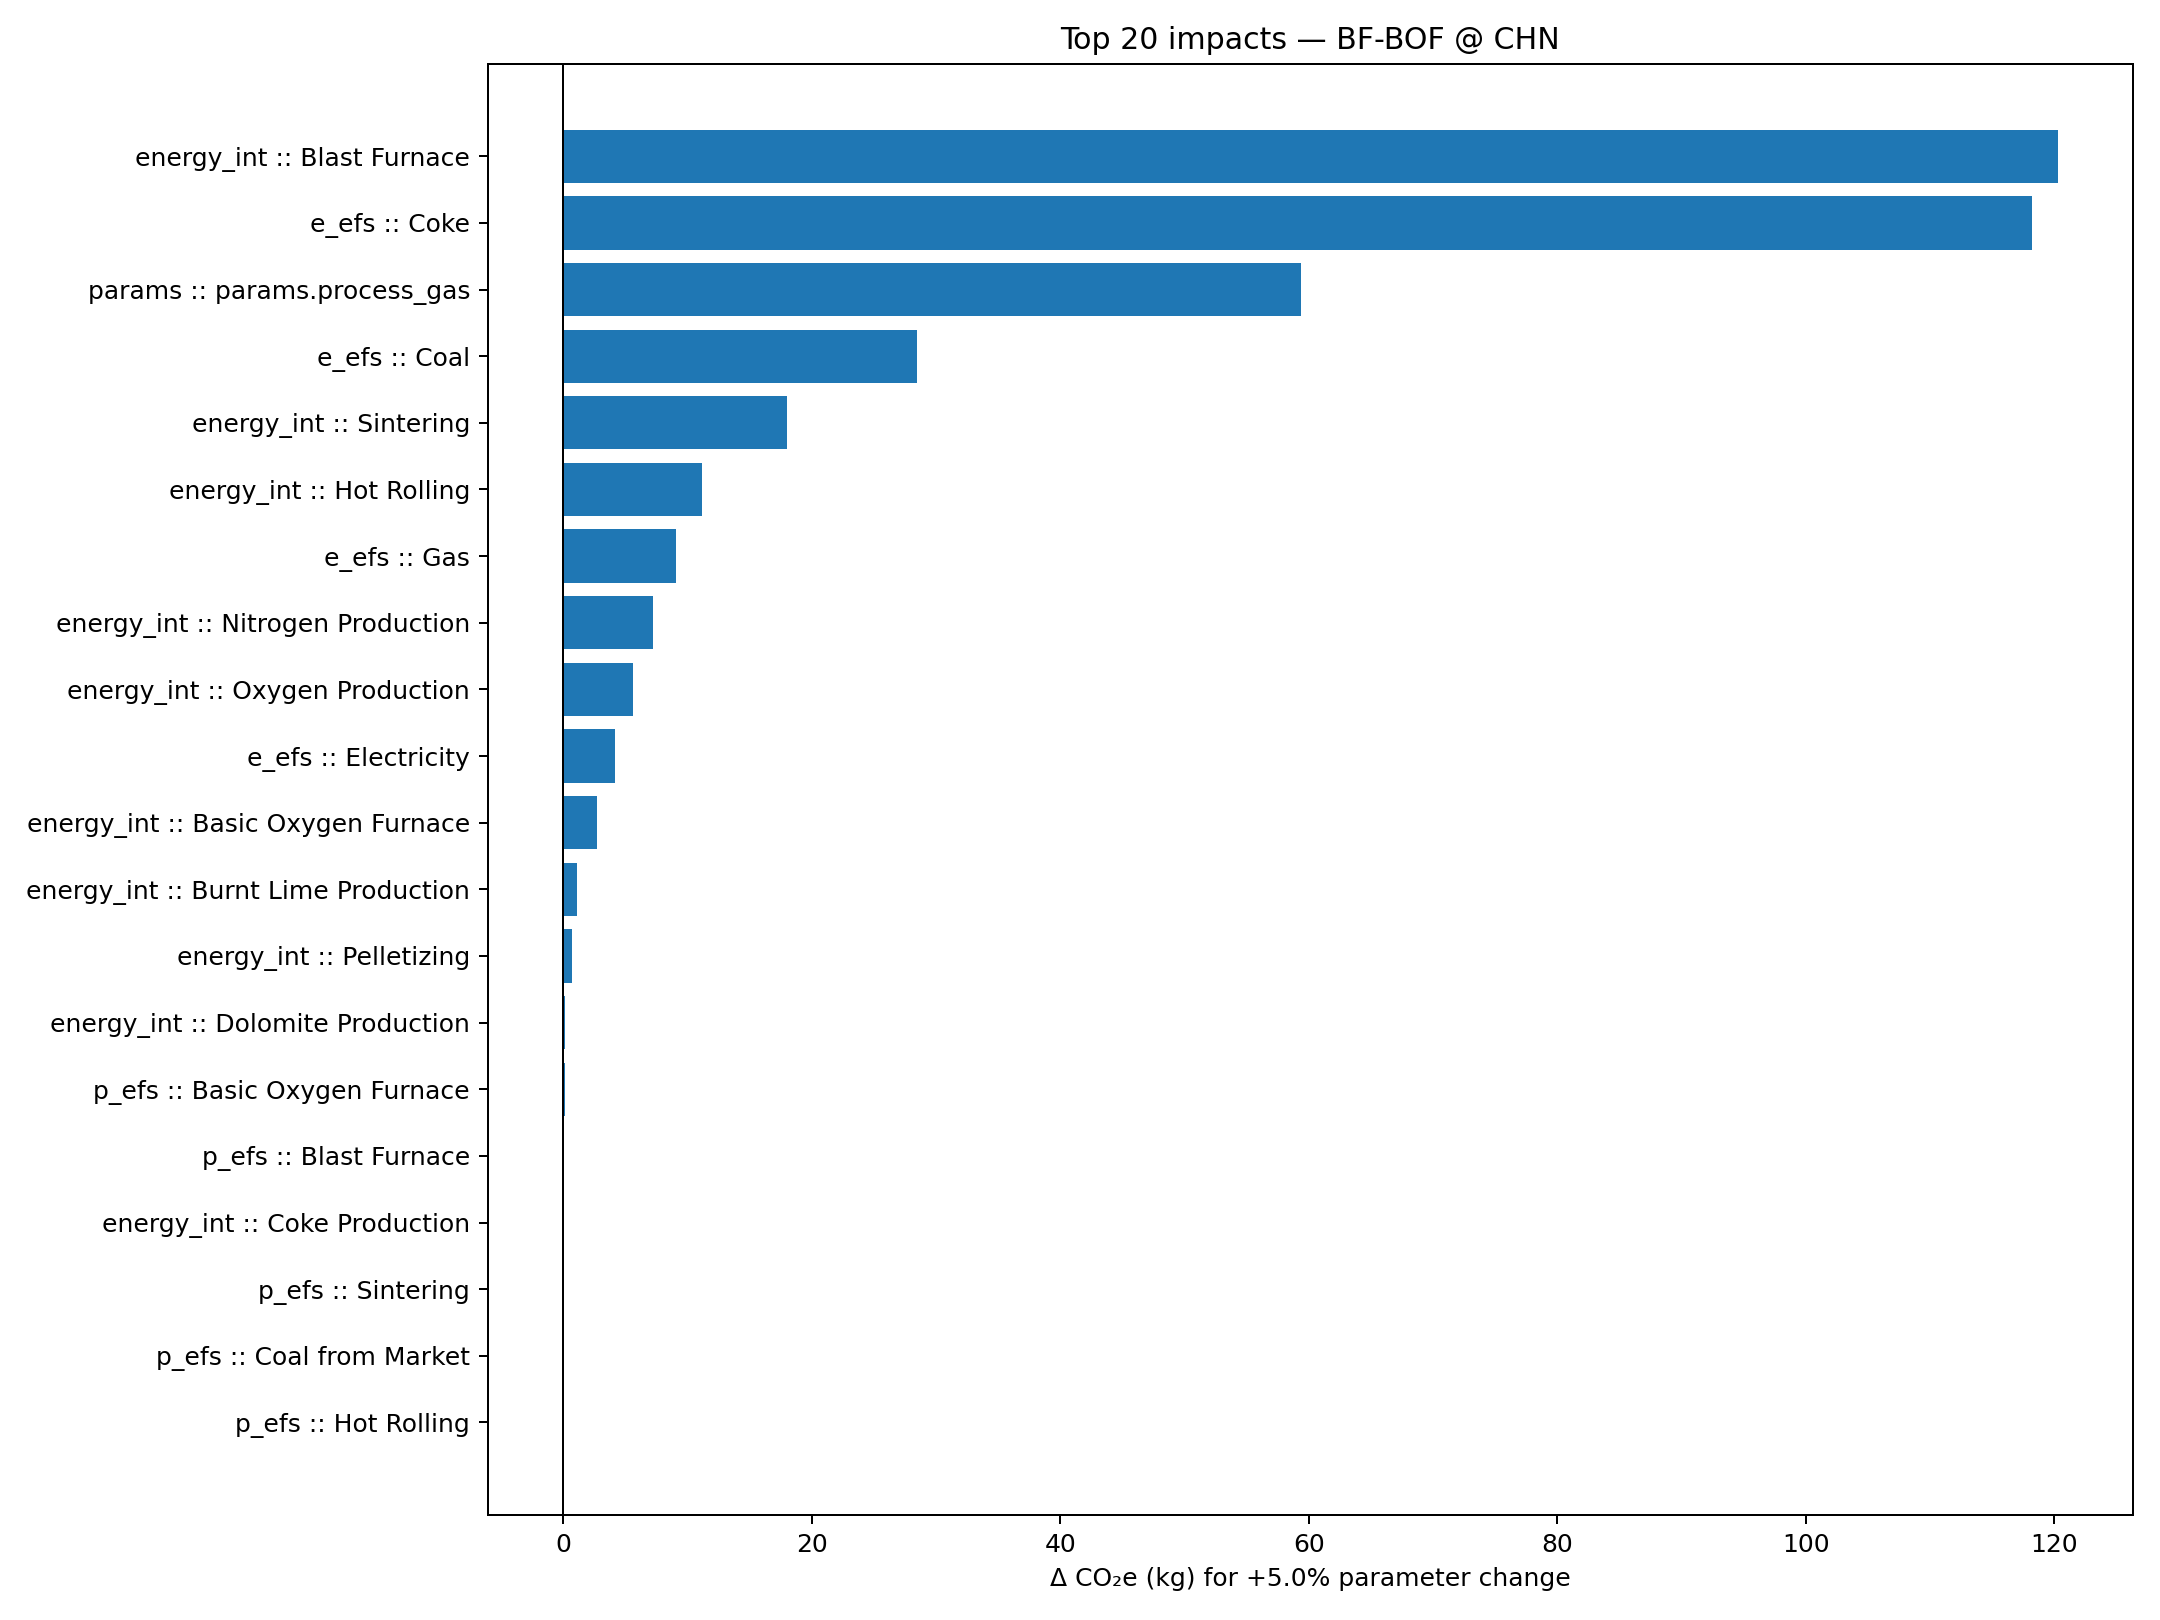 Top 20 impacts — BF-BOF @ CHN
energy_int :: Blast Furnace
e_efs :: Coke
params :: params.process_gas
e_efs :: Coal
energy_int :: Sintering
energy_int :: Hot Rolling
e_efs :: Gas
energy_int :: Nitrogen Production
energy_int :: Oxygen Production
e_efs :: Electricity
energy_int :: Basic Oxygen Furnace
energy_int :: Burnt Lime Production
energy_int :: Pelletizing
energy_int :: Dolomite Production
p_efs :: Basic Oxygen Furnace
p_efs :: Blast Furnace
energy_int :: Coke Production
p_efs :: Sintering
p_efs :: Coal from Market
p_efs :: Hot Rolling
0 20 40 60 80 100 120
Δ CO₂e (kg) for +5.0% parameter change